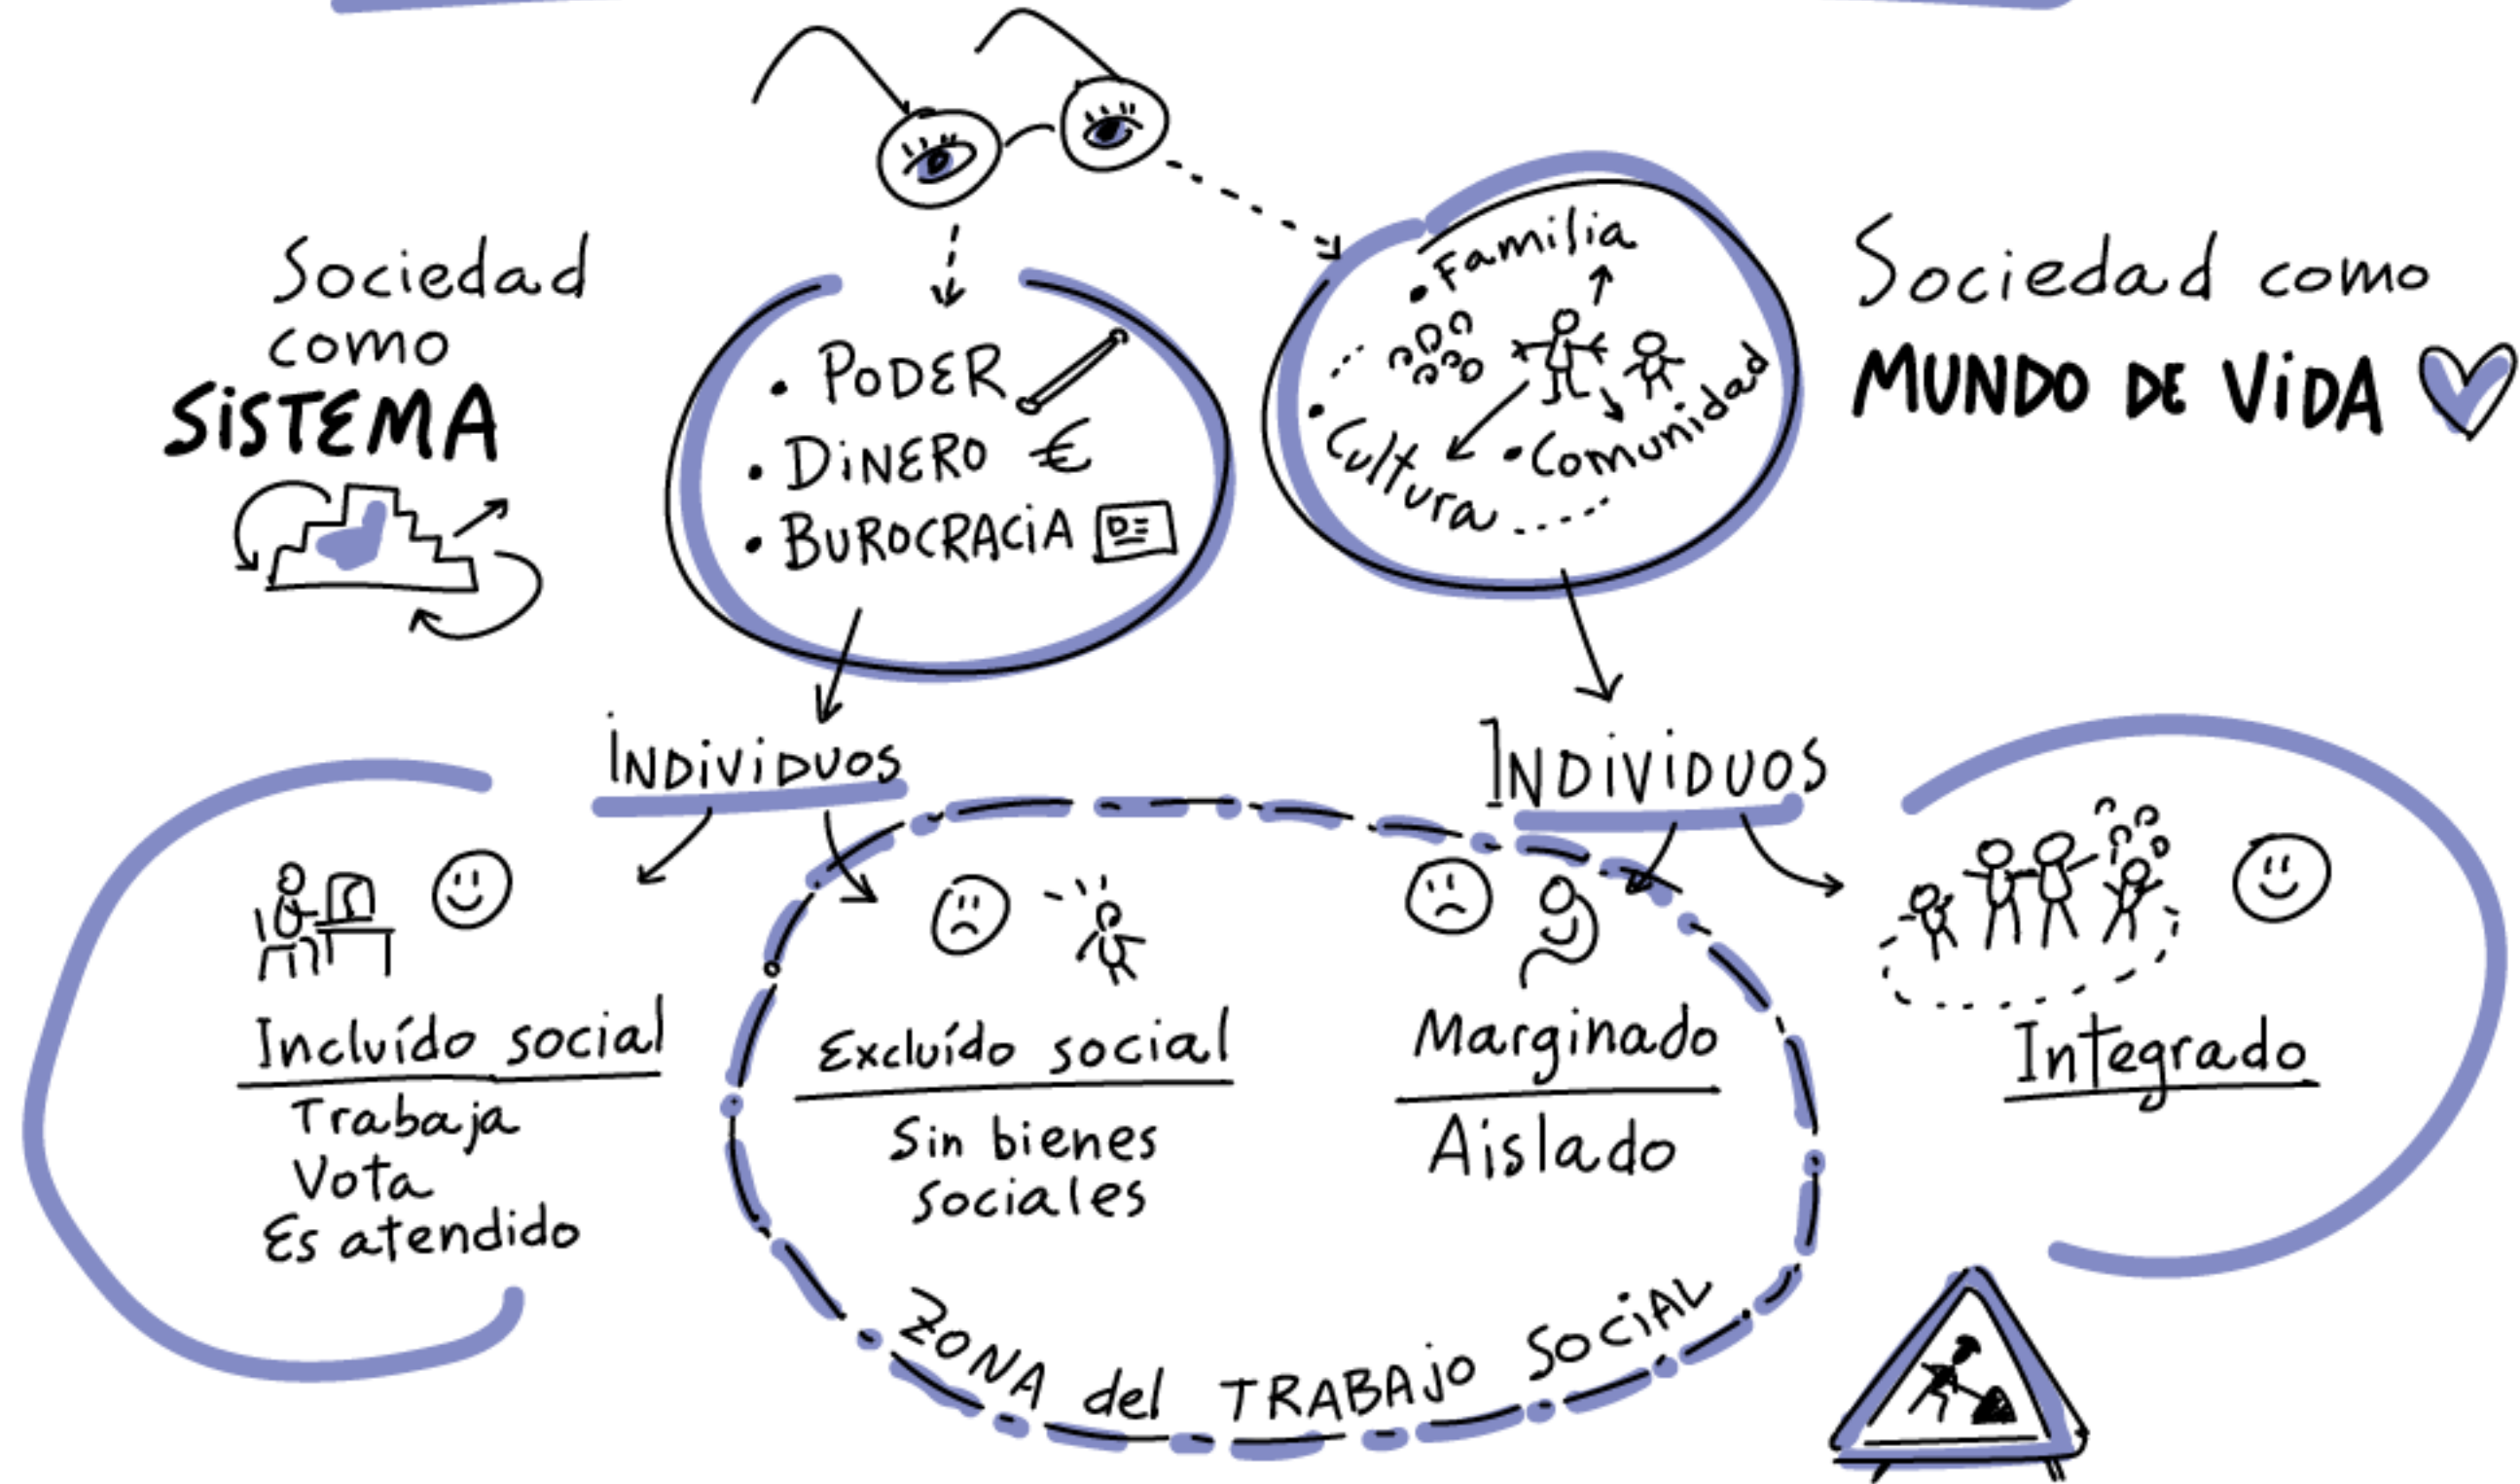 Sociedad
como
SISTEMA
• PODER
• DINERO €
• BUROCRACIA
• Familia
• Cultura
• Comunidad
Sociedad como
MUNDO DE VIDA
INDIVIDUOS
INDIVIDUOS
Incluído social
Trabaja
Vota
Es atendido
Excluído social
Sin bienes
sociales
Marginado
Aislado
Integrado
ZONA del TRABAJO SOCIAL